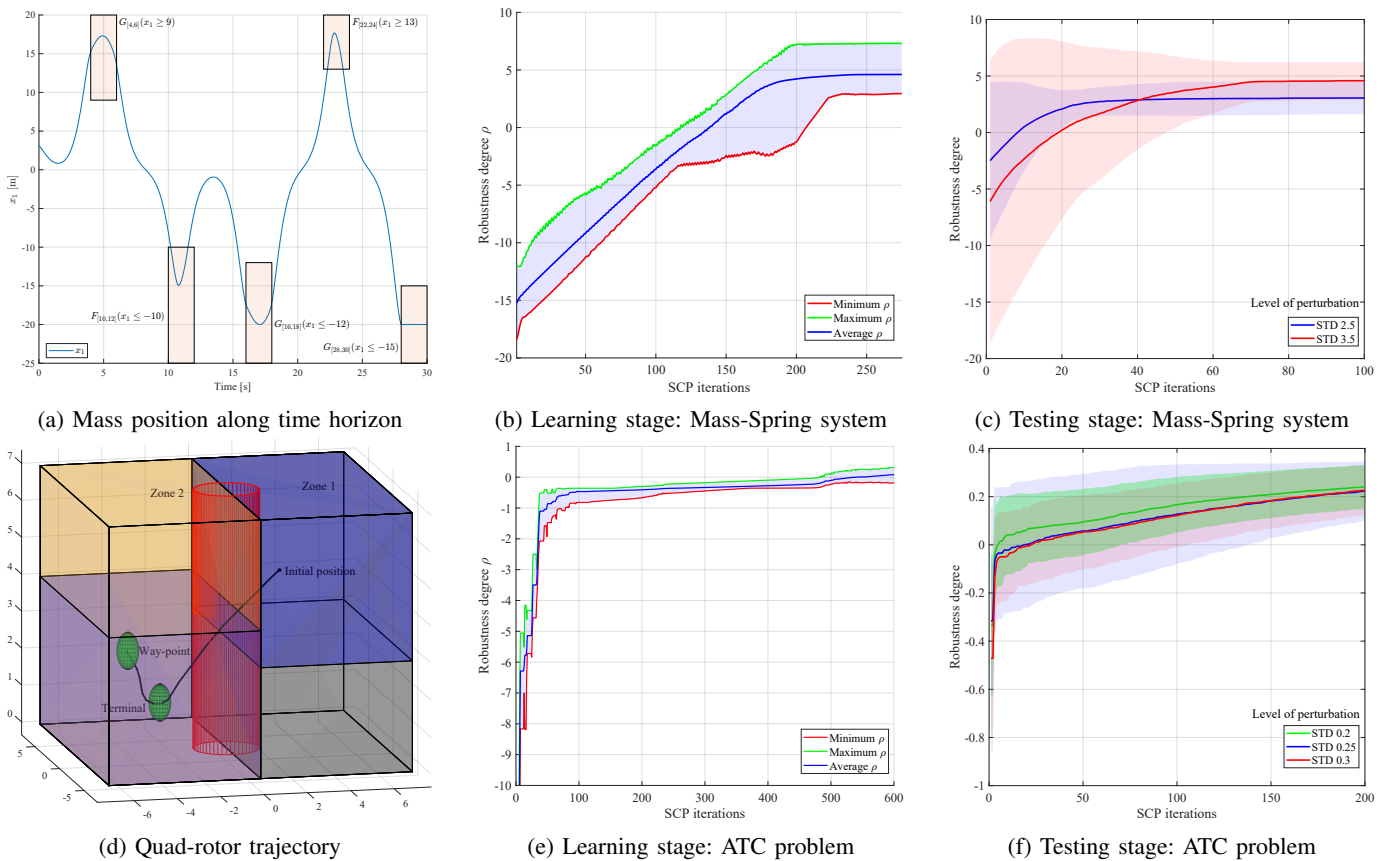 20
15
10
5
0
-5
-10
-15
-20
-25
x₁ [m]
G[4,6](x₁ ≥ 9)
F[22,24](x₁ ≥ 13)
F[10,12](x₁ ≤ −10)
G[16,18](x₁ ≤ −12)
G[28,30](x₁ ≤ −15)
x₁
0 5 10 15 20 25 30
Time [s]
(a) Mass position along time horizon
10
5
0
-5
-10
-15
-20
Robustness degree ρ
Minimum ρ
Maximum ρ
Average ρ
50 100 150 200 250
SCP iterations
(b) Learning stage: Mass-Spring system
10
5
0
-5
-10
-15
-20
Robustness degree
Level of perturbation
STD 2.5
STD 3.5
0 20 40 60 80 100
SCP iterations
(c) Testing stage: Mass-Spring system
7
6
5
4
3
2
1
0
Zone 2
Zone 1
Initial position
Way-point
Terminal
5
0
-5
-6 -4 -2 0 2 4 6
(d) Quad-rotor trajectory
1
0
-1
-2
-3
-4
-5
-6
-7
-8
-9
-10
Robustness degree ρ
Minimum ρ
Maximum ρ
Average ρ
0 100 200 300 400 500 600
SCP iterations
(e) Learning stage: ATC problem
0.4
0.2
0
-0.2
-0.4
-0.6
-0.8
-1
Robustness degree
Level of perturbation
STD 0.2
STD 0.25
STD 0.3
0 50 100 150 200
SCP iterations
(f) Testing stage: ATC problem